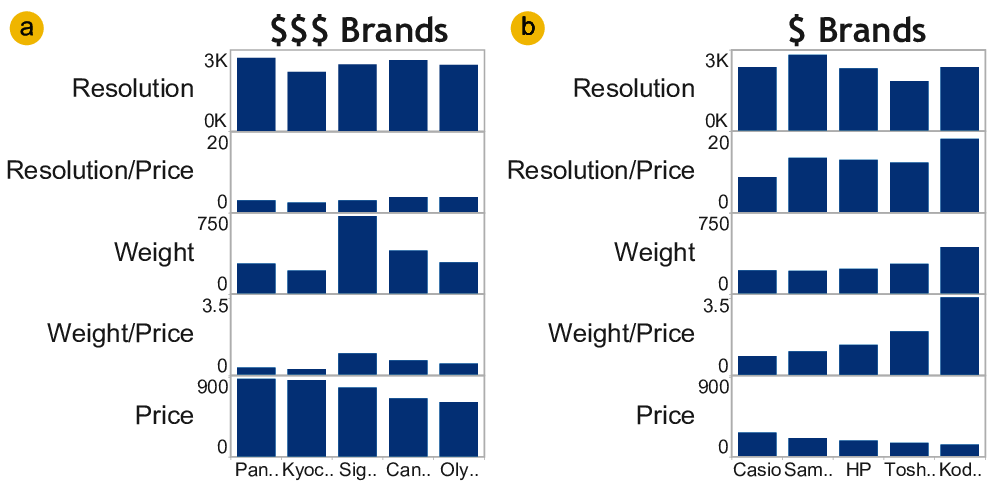 a
$$$ Brands
Resolution
3K
0K
Resolution/Price
20
0
Weight
750
0
Weight/Price
3.5
0
Price
900
0
Pan.. Kyoc.. Sig.. Can.. Oly..
b
$ Brands
Resolution
3K
0K
Resolution/Price
20
0
Weight
750
0
Weight/Price
3.5
0
Price
900
0
Casio Sam.. HP Tosh.. Kod..